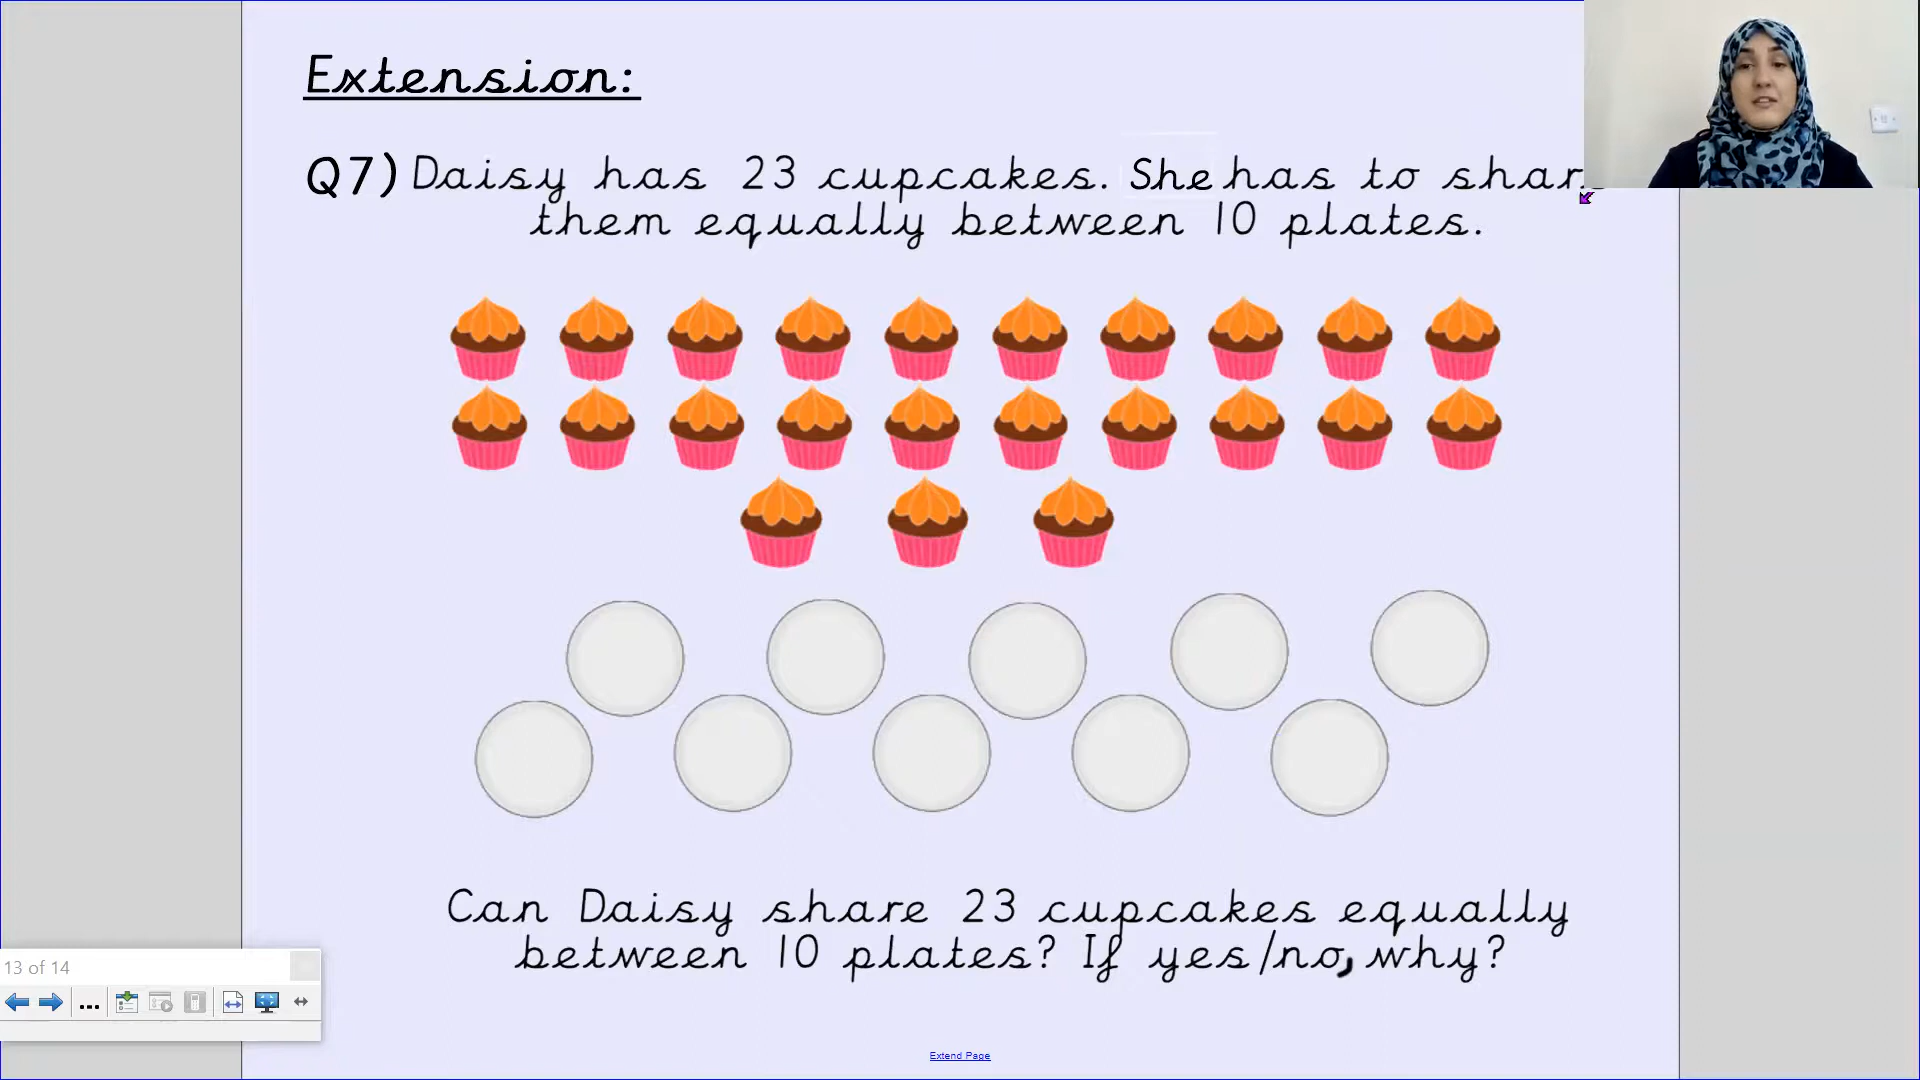 Extension:
Q7) Daisy has 23 cupcakes. She has to share
them equally between 10 plates.
Can Daisy share 23 cupcakes equally
between 10 plates? If yes/no, why?
13 of 14
Extend Page